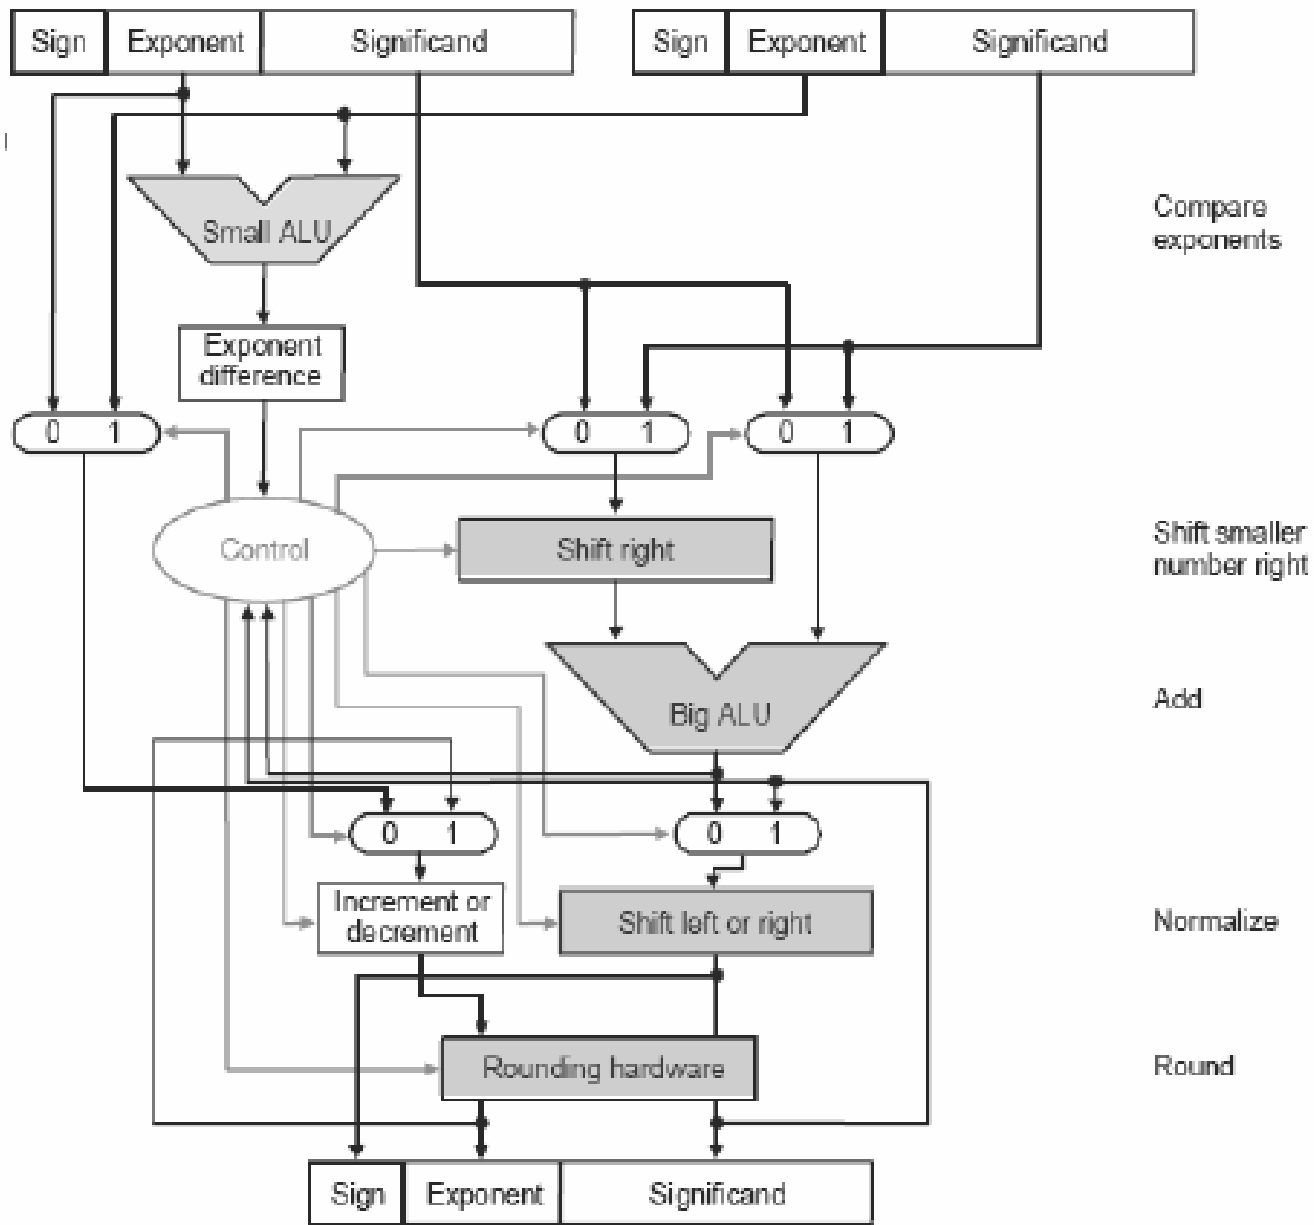 Sign Exponent Significand Sign Exponent Significand
Compare
exponents
Small ALU
Exponent
difference
0 1 0 1 0 1
Control
Shift right
Shift smaller
number right
Big ALU
Add
0 1 0 1
Increment or
decrement
Shift left or right
Normalize
Rounding hardware
Round
Sign Exponent Significand